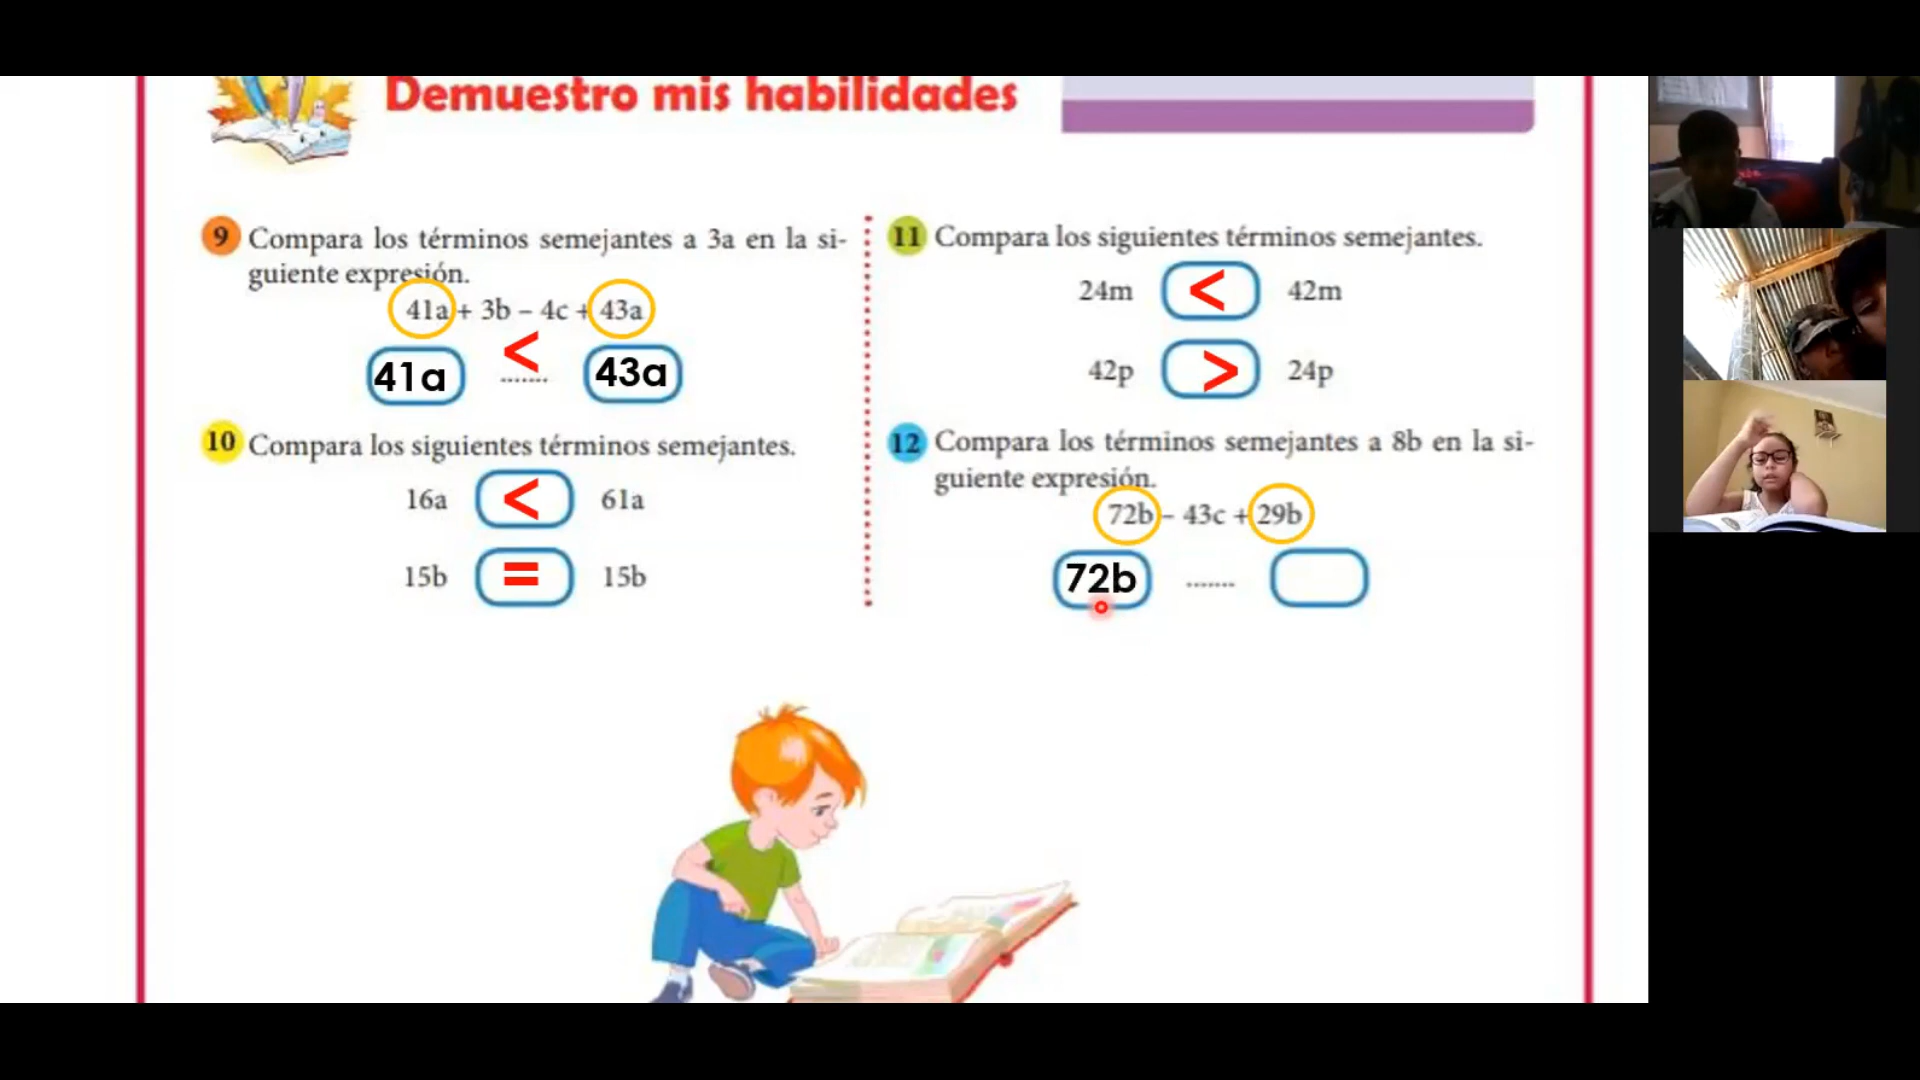 Demuestro mis habilidades
9 Compara los términos semejantes a 3a en la si-
guiente expresión.
41a + 3b – 4c + 43a
41a < ....... 43a
10 Compara los siguientes términos semejantes.
16a < 61a
15b = 15b
11 Compara los siguientes términos semejantes.
24m < 42m
42p > 24p
12 Compara los términos semejantes a 8b en la si-
guiente expresión.
72b – 43c + 29b
72b .......